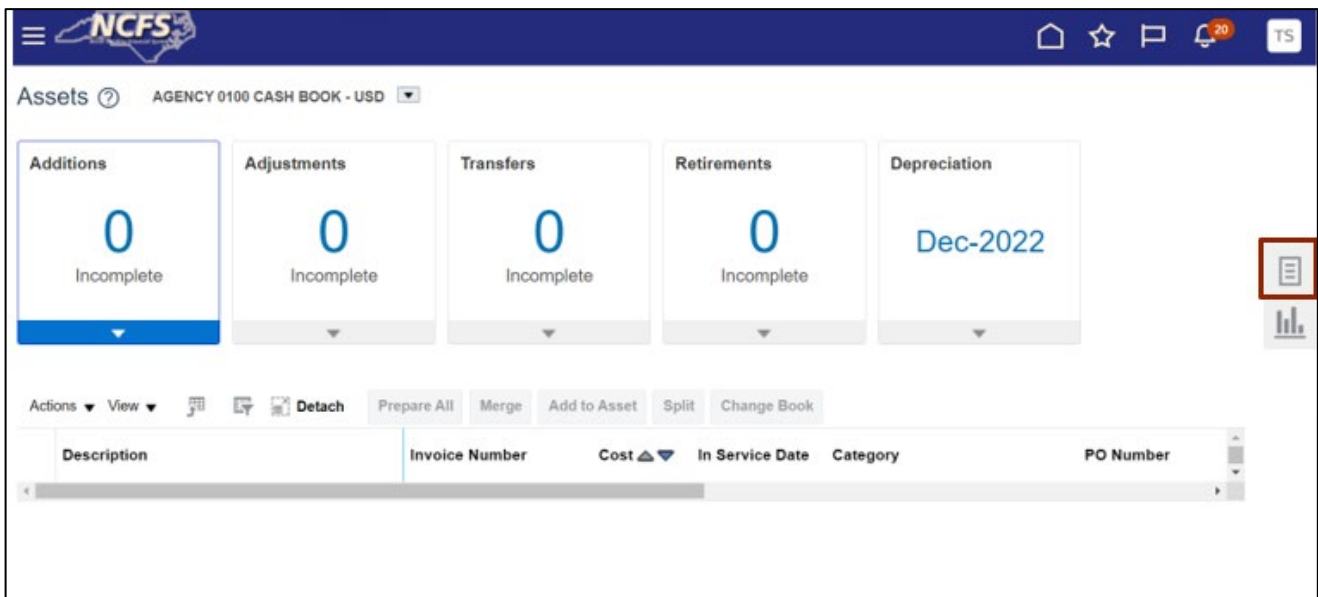 NCFS
20
TS
Assets ? AGENCY 0100 CASH BOOK - USD
Additions
0
Incomplete
Adjustments
0
Incomplete
Transfers
0
Incomplete
Retirements
0
Incomplete
Depreciation
Dec-2022
Actions View Detach Prepare All Merge Add to Asset Split Change Book
Description Invoice Number Cost In Service Date Category PO Number